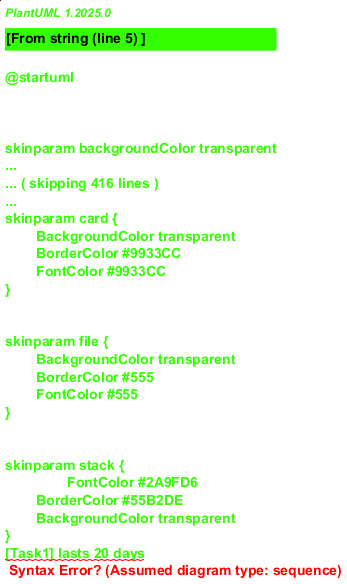 PlantUML 1.2025.0
[From string (line 5) ]
@startuml
skinparam backgroundColor transparent
...
... ( skipping 416 lines )
...
skinparam card {
BackgroundColor transparent
BorderColor #9933CC
FontColor #9933CC
}
skinparam file {
BackgroundColor transparent
BorderColor #555
FontColor #555
}
skinparam stack {
FontColor #2A9FD6
BorderColor #55B2DE
BackgroundColor transparent
}
[Task1] lasts 20 days
Syntax Error? (Assumed diagram type: sequence)